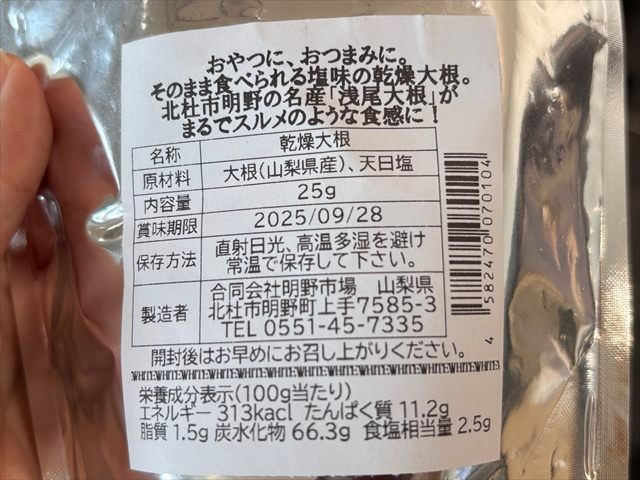 おやつに、おつまみに。
そのまま食べられる塩味の乾燥大根。
北杜市明野の名産「浅尾大根」が
まるでスルメのような食感に！
名称 乾燥大根
原材料 大根(山梨県産)、天日塩
内容量 25g
賞味期限 2025/09/28
保存方法 直射日光、高温多湿を避け
常温で保存して下さい。
製造者 合同会社明野市場 山梨県
北杜市明野町上手7585-3
TEL 0551-45-7335
開封後はお早めにお召し上がりください。
栄養成分表示(100g当たり)
エネルギー 313kacl たんぱく質 11.2g
脂質 1.5g 炭水化物 66.3g 食塩相当量 2.5g
4 582470 070104